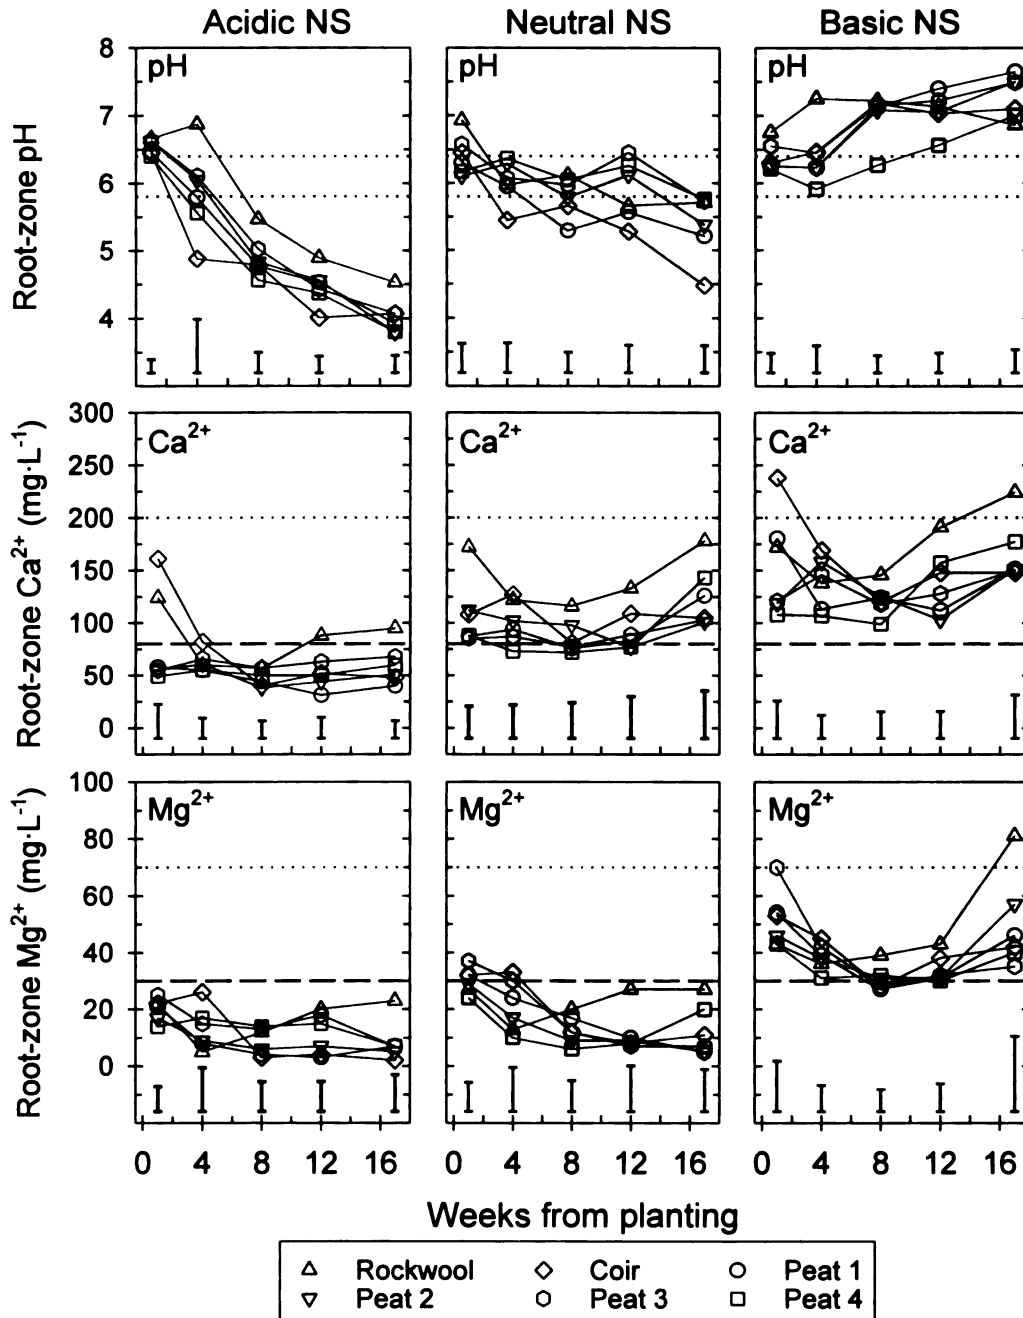 Acidic NS Neutral NS Basic NS
8 pH pH pH
7
6
5
4
Root-zone pH
300 Ca²⁺ Ca²⁺ Ca²⁺
250
200
150
100
50
0
Root-zone Ca²⁺ (mg·L⁻¹)
100 Mg²⁺ Mg²⁺ Mg²⁺
80
60
40
20
0
Root-zone Mg²⁺ (mg·L⁻¹)
0 4 8 12 16 0 4 8 12 16 0 4 8 12 16
Weeks from planting
Rockwool Coir Peat 1
Peat 2 Peat 3 Peat 4